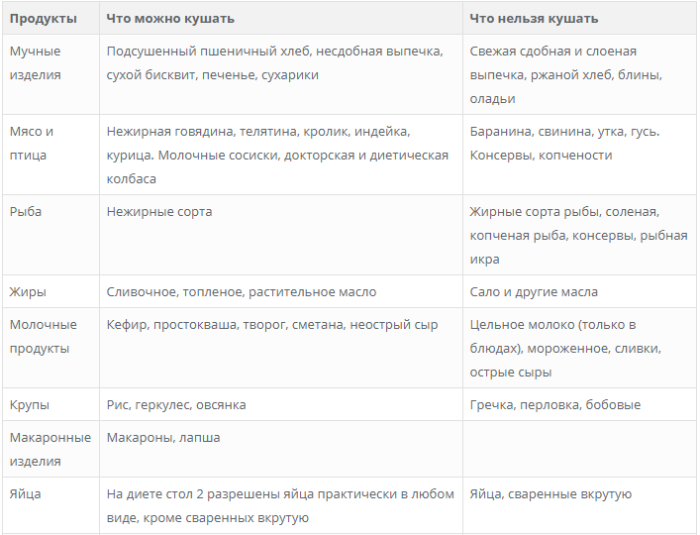 Продукты Что можно кушать Что нельзя кушать
Мучные изделия Подсушенный пшеничный хлеб, несдобная выпечка, сухой бисквит, печенье, сухарики Свежая сдобная и слоеная выпечка, ржаной хлеб, блины, оладьи
Мясо и птица Нежирная говядина, телятина, кролик, индейка, курица. Молочные сосиски, докторская и диетическая колбаса Баранина, свинина, утка, гусь. Консервы, копчености
Рыба Нежирные сорта Жирные сорта рыбы, соленая, копченая рыба, консервы, рыбная икра
Жиры Сливочное, топленое, растительное масло Сало и другие масла
Молочные продукты Кефир, простокваша, творог, сметана, неострый сыр Цельное молоко (только в блюдах), мороженное, сливки, острые сыры
Крупы Рис, геркулес, овсянка Гречка, перловка, бобовые
Макаронные изделия Макароны, лапша
Яйца На диете стол 2 разрешены яйца практически в любом виде, кроме сваренных вкрутую Яйца, сваренные вкрутую